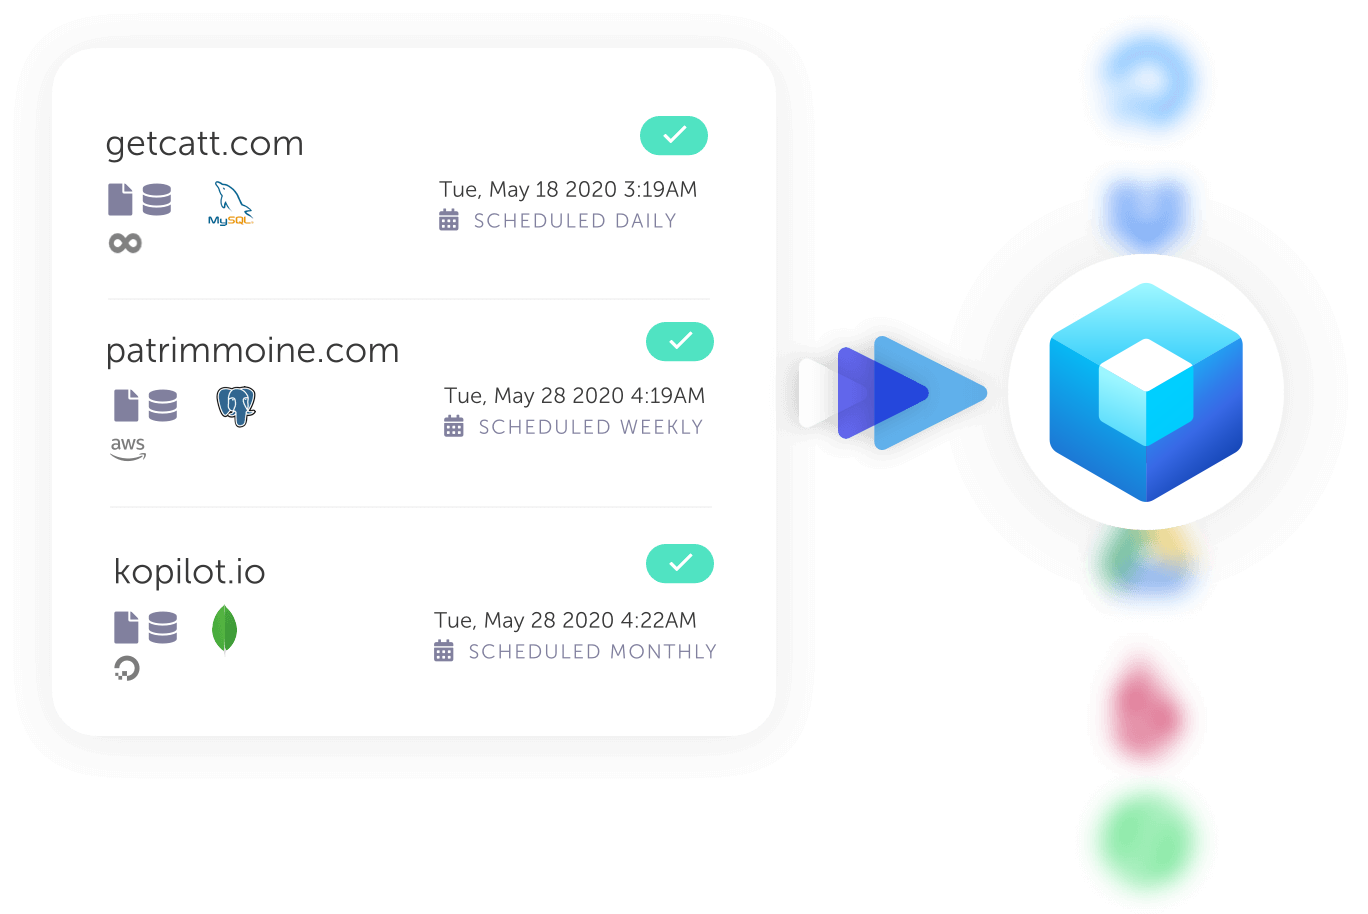 getcatt.com
MySQL
Tue, May 18 2020 3:19AM
SCHEDULED DAILY
patrimmoine.com
Tue, May 28 2020 4:19AM
SCHEDULED WEEKLY
aws
kopilot.io
Tue, May 28 2020 4:22AM
SCHEDULED MONTHLY